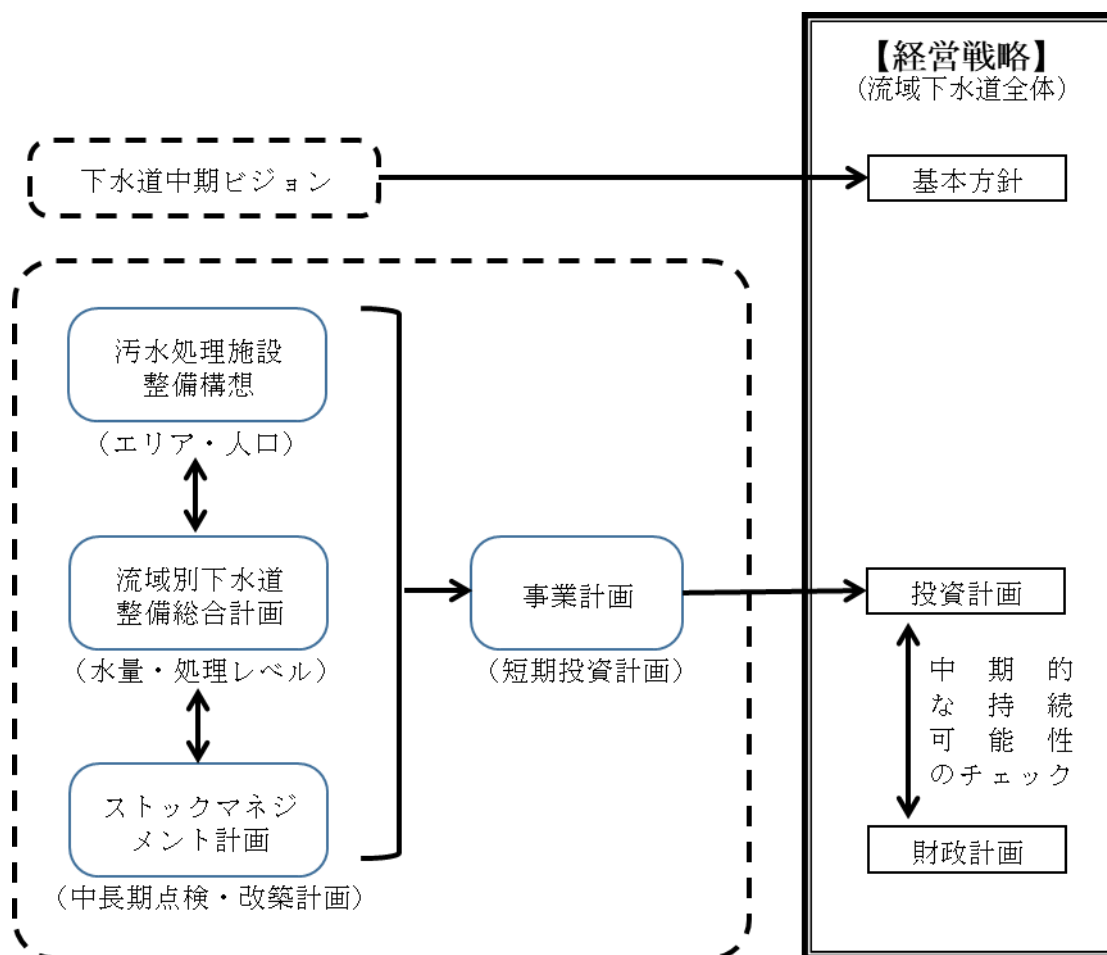 【経営戦略】
(流域下水道全体)
下水道中期ビジョン
基本方針
汚水処理施設
整備構想
(エリア・人口)
流域別下水道
整備総合計画
(水量・処理レベル)
ストックマネジ
メント計画
(中長期点検・改築計画)
事業計画
(短期投資計画)
投資計画
中期的
な持続
可能性
のチェック
財政計画